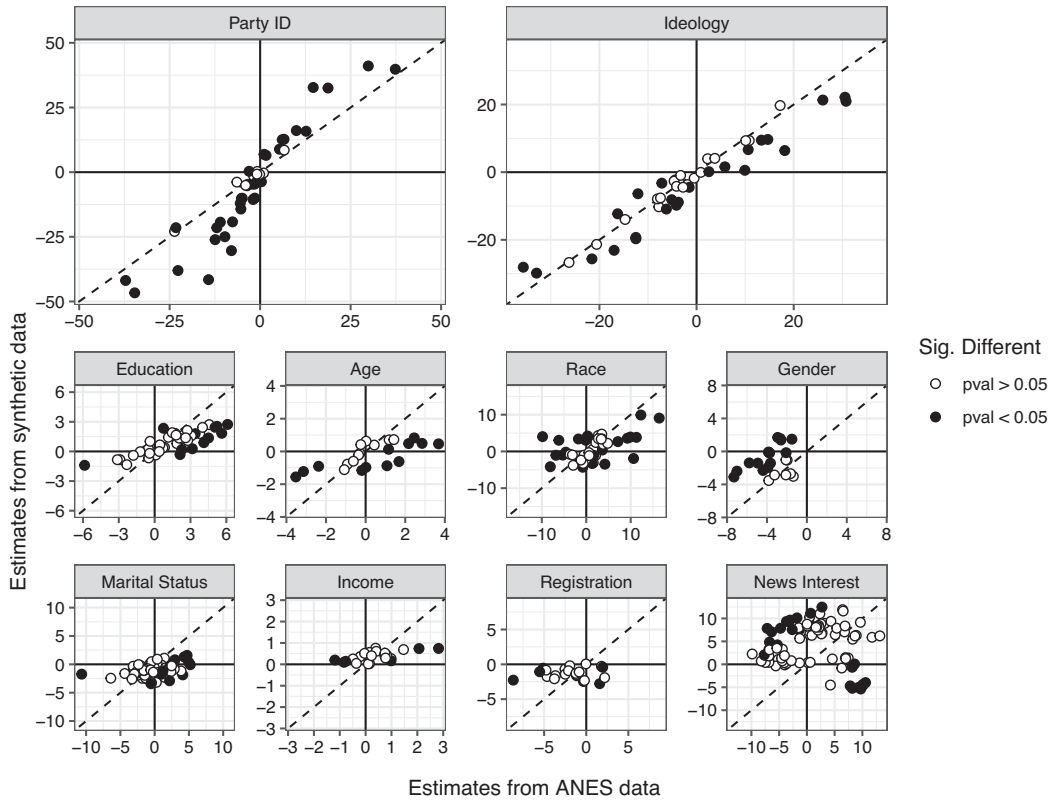 Party ID
Ideology
50
25
0
−25
−50
20
0
−20
−50 −25 0 25 50
−20 0 20
Estimates from synthetic data
Education
Age
Race
Gender
6
3
0
−3
−6
4
2
0
−2
−4
10
0
−10
8
4
0
−4
−8
−6 −3 0 3 6
−4 −2 0 2 4
−10 0 10
−8 −4 0 4 8
Sig. Different
pval > 0.05
pval < 0.05
Marital Status
Income
Registration
News Interest
10
5
0
−5
−10
3
2
1
0
−1
−2
−3
5
0
−5
10
5
0
−5
−10
−10 −5 0 5 10
−3 −2 −1 0 1 2 3
−5 0 5
−10 −5 0 5 10
Estimates from ANES data